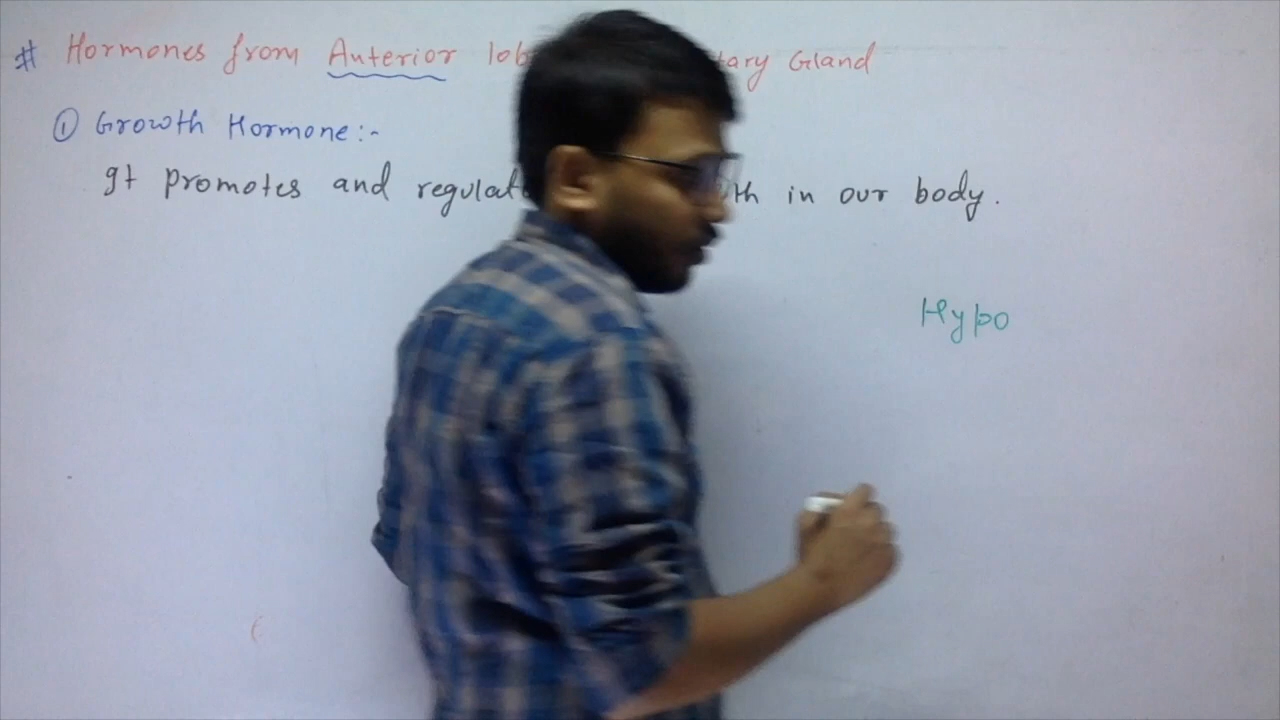 # Hormones from Anterior lob tary Gland
① Growth Hormone:-
It promotes and regulat th in our body.
Hypo